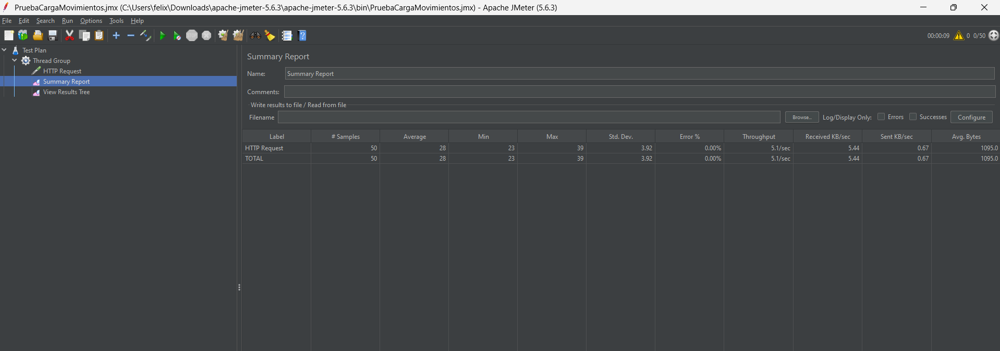 PruebaCargaMovimientos.jmx (C:\Users\felix\Downloads\apache-jmeter-5.6.3\apache-jmeter-5.6.3\bin\PruebaCargaMovimientos.jmx) - Apache JMeter (5.6.3)
File Edit Search Run Options Tools Help
00:00:09 0 0/50
Test Plan
Thread Group
HTTP Request
Summary Report
View Results Tree
Summary Report
Name: Summary Report
Comments:
Write results to file / Read from file
Filename Browse... Log/Display Only: Errors Successes Configure
Label # Samples Average Min Max Std. Dev. Error % Throughput Received KB/sec Sent KB/sec Avg. Bytes
HTTP Request 50 28 23 39 3.92 0.00% 5.1/sec 5.44 0.67 1095.0
TOTAL 50 28 23 39 3.92 0.00% 5.1/sec 5.44 0.67 1095.0